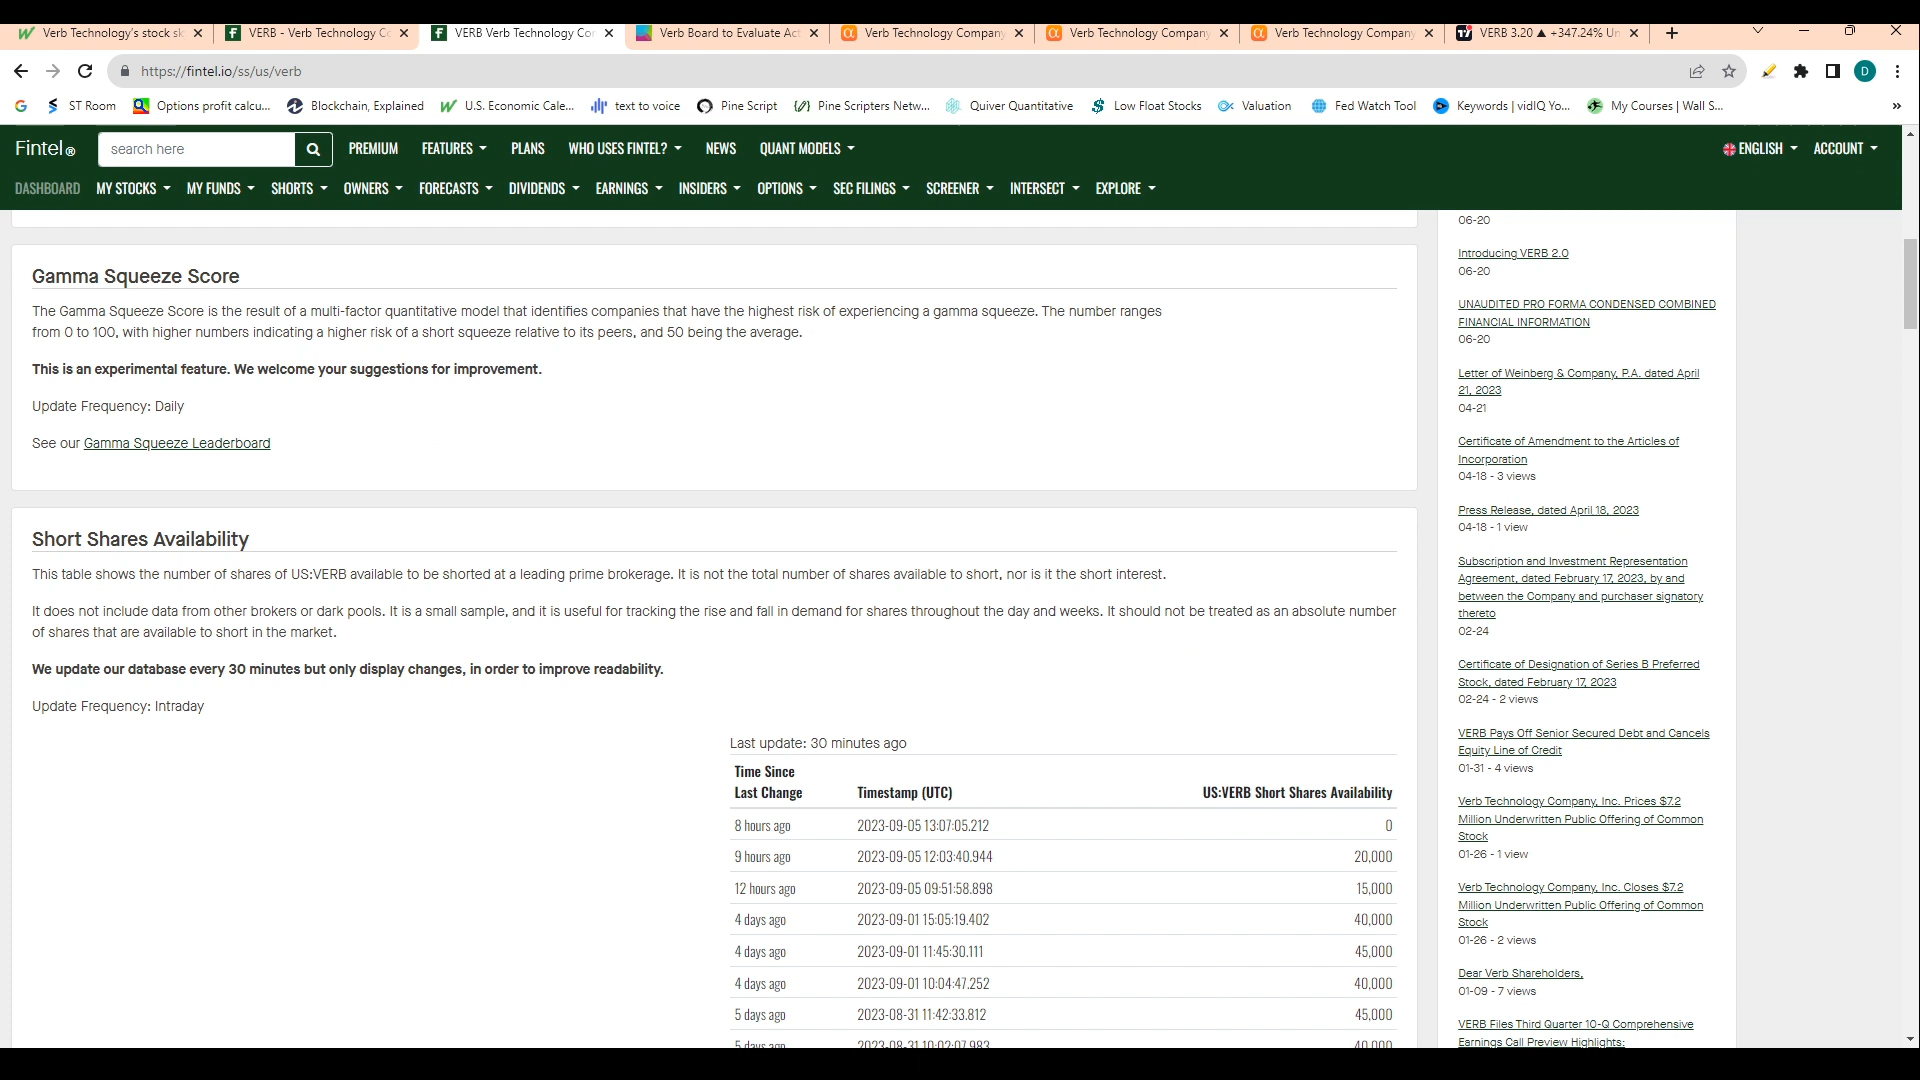 Verb Technology's stock sk
VERB - Verb Technology Co
VERB Verb Technology Cor
Verb Board to Evaluate Act
Verb Technology Company,
Verb Technology Company,
Verb Technology Company,
VERB 3.20 ▲ +347.24% Un
https://fintel.io/ss/us/verb
D
ST Room
Options profit calcu...
Blockchain, Explained
U.S. Economic Cale...
text to voice
Pine Script
Pine Scripters Netw...
Quiver Quantitative
Low Float Stocks
Valuation
Fed Watch Tool
Keywords | vidIQ Yo...
My Courses | Wall S...
»
Fintel®
search here
PREMIUM
FEATURES
PLANS
WHO USES FINTEL?
NEWS
QUANT MODELS
ENGLISH
ACCOUNT
DASHBOARD
MY STOCKS
MY FUNDS
SHORTS
OWNERS
FORECASTS
DIVIDENDS
EARNINGS
INSIDERS
OPTIONS
SEC FILINGS
SCREENER
INTERSECT
EXPLORE
Gamma Squeeze Score
The Gamma Squeeze Score is the result of a multi-factor quantitative model that identifies companies that have the highest risk of experiencing a gamma squeeze. The number ranges
from 0 to 100, with higher numbers indicating a higher risk of a short squeeze relative to its peers, and 50 being the average.
This is an experimental feature. We welcome your suggestions for improvement.
Update Frequency: Daily
See our Gamma Squeeze Leaderboard
Short Shares Availability
This table shows the number of shares of US:VERB available to be shorted at a leading prime brokerage. It is not the total number of shares available to short, nor is it the short interest.
It does not include data from other brokers or dark pools. It is a small sample, and it is useful for tracking the rise and fall in demand for shares throughout the day and weeks. It should not be treated as an absolute number
of shares that are available to short in the market.
We update our database every 30 minutes but only display changes, in order to improve readability.
Update Frequency: Intraday
Last update: 30 minutes ago
Time Since
Last Change Timestamp (UTC) US:VERB Short Shares Availability
8 hours ago 2023-09-05 13:07:05.212 0
9 hours ago 2023-09-05 12:03:40.944 20,000
12 hours ago 2023-09-05 09:51:58.898 15,000
4 days ago 2023-09-01 15:05:19.402 40,000
4 days ago 2023-09-01 11:45:30.111 45,000
4 days ago 2023-09-01 10:04:47.252 40,000
5 days ago 2023-08-31 11:42:33.812 45,000
5 days ago 2023-08-31 10:02:07.983 40,000
06-20
Introducing VERB 2.0
06-20
UNAUDITED PRO FORMA CONDENSED COMBINED
FINANCIAL INFORMATION
06-20
Letter of Weinberg & Company, P.A. dated April
21, 2023
04-21
Certificate of Amendment to the Articles of
Incorporation
04-18 - 3 views
Press Release, dated April 18, 2023
04-18 - 1 view
Subscription and Investment Representation
Agreement, dated February 17, 2023, by and
between the Company and purchaser signatory
thereto
02-24
Certificate of Designation of Series B Preferred
Stock, dated February 17, 2023
02-24 - 2 views
VERB Pays Off Senior Secured Debt and Cancels
Equity Line of Credit
01-31 - 4 views
Verb Technology Company, Inc. Prices $7.2
Million Underwritten Public Offering of Common
Stock
01-26 - 1 view
Verb Technology Company, Inc. Closes $7.2
Million Underwritten Public Offering of Common
Stock
01-26 - 2 views
Dear Verb Shareholders,
01-09 - 7 views
VERB Files Third Quarter 10-Q Comprehensive
Earnings Call Preview Highlights: